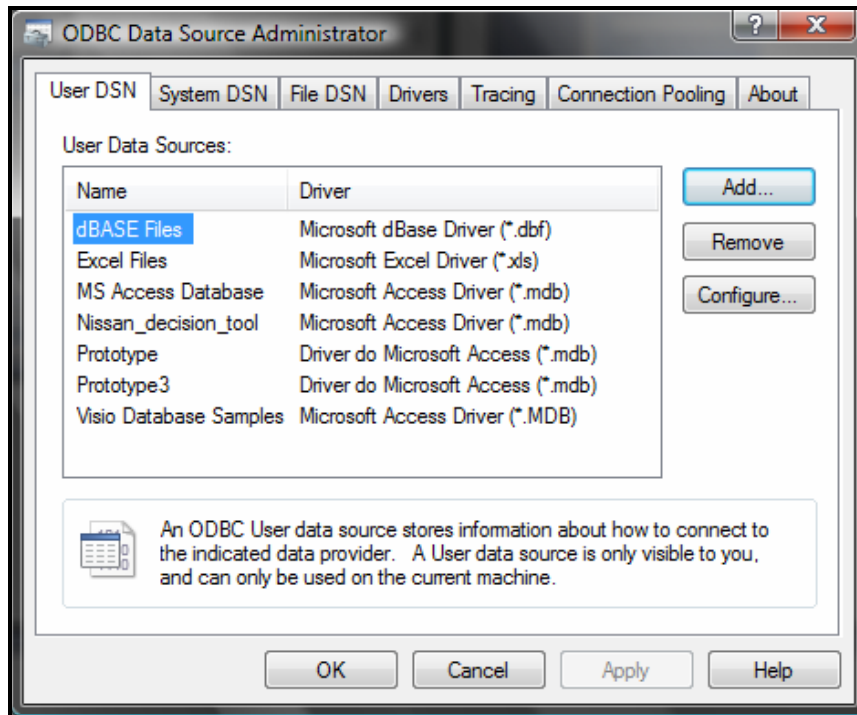 ODBC Data Source Administrator
?
User DSN System DSN File DSN Drivers Tracing Connection Pooling About
User Data Sources:
Name Driver
dBASE Files Microsoft dBase Driver (*.dbf)
Excel Files Microsoft Excel Driver (*.xls)
MS Access Database Microsoft Access Driver (*.mdb)
Nissan_decision_tool Microsoft Access Driver (*.mdb)
Prototype Driver do Microsoft Access (*.mdb)
Prototype3 Driver do Microsoft Access (*.mdb)
Visio Database Samples Microsoft Access Driver (*.MDB)
Add...
Remove
Configure...
An ODBC User data source stores information about how to connect to
the indicated data provider. A User data source is only visible to you,
and can only be used on the current machine.
OK Cancel Apply Help